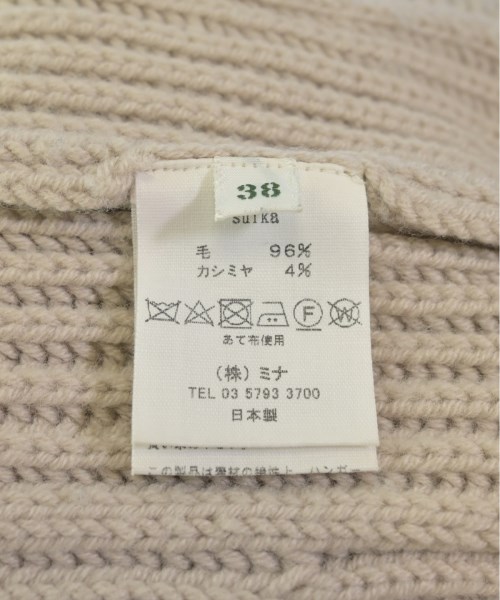 38
suika
毛 96%
カシミヤ 4%
F W
あて布使用
(株) ミナ
TEL 03 5793 3700
日本製
この製品は素材の特性上、ハンガー